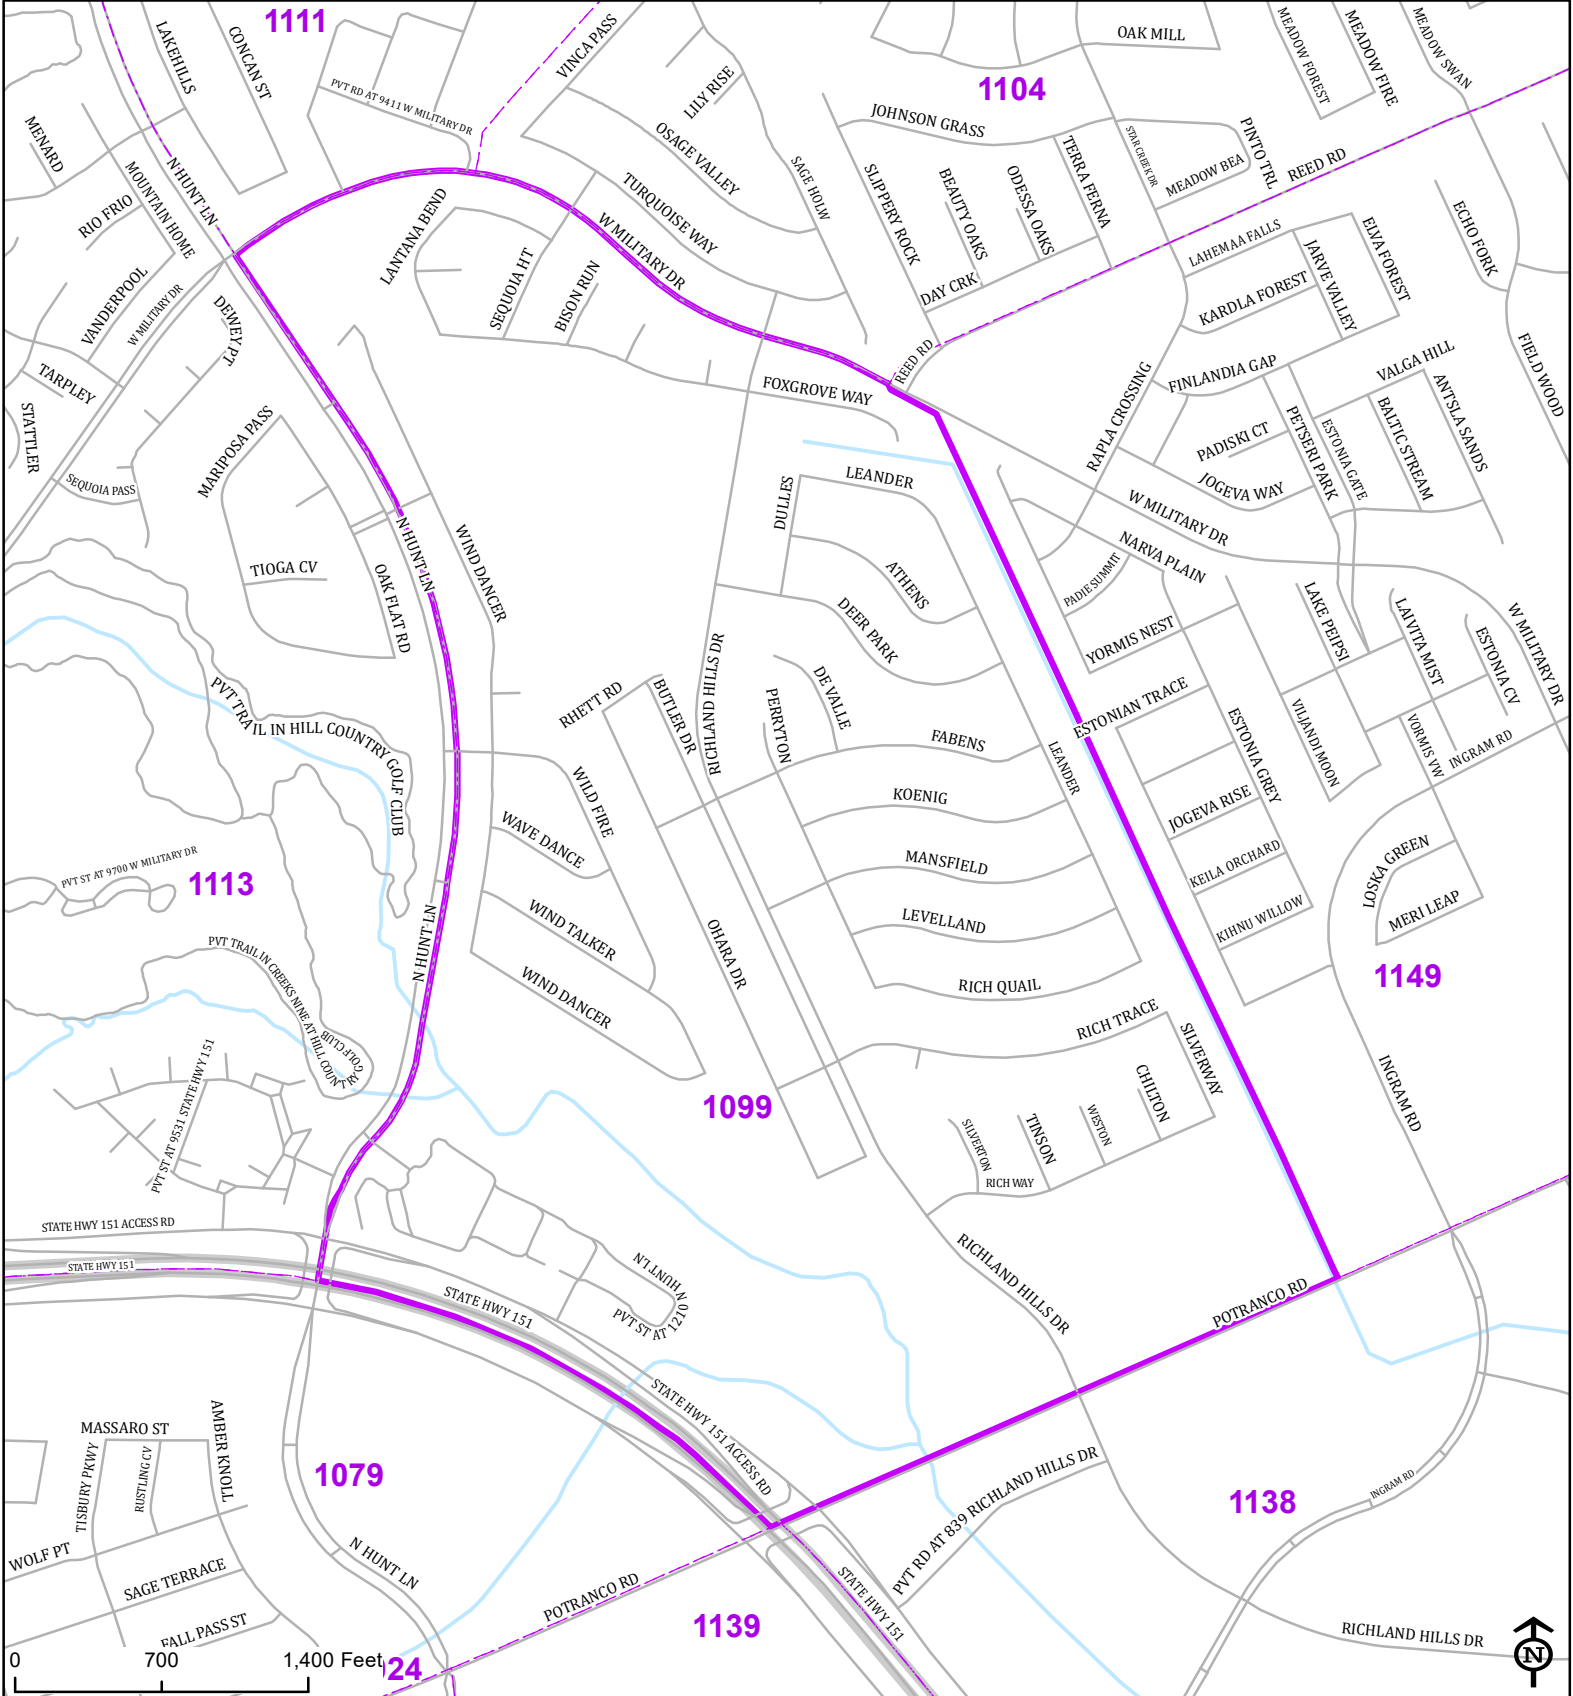 1111
LAKEHILLS
CONCAN ST
VINCA PASS
OAK MILL
MEADOW FOREST
MEADOW FIRE
MEADOW SWAN
PVT RD AT 9411 W MILITARY DR
LILY RISE
1104
MENARD
OSAGE VALLEY
JOHNSON GRASS
STAR CREEK DR
PINTO TRL
TERRA FERNA
MEADOW BEA
REED RD
N HUNT LN
MOUNTAIN HOME
SAGE HOLW
SLIPPERY ROCK
BEAUTY OAKS
ODESSA OAKS
RIO FRIO
LANTANA BEND
TURQUOISE WAY
W MILITARY DR
LAHEMAA FALLS
JARVE VALLEY
ELVA FOREST
ECHO FORK
VANDERPOOL
W MILITARY DR
DEWEY PT
SEQUOIA HT
BISON RUN
DAY CRK
KARDLA FOREST
REED RD
FIELD WOOD
TARPLEY
FOXGROVE WAY
RAPLA CROSSING
FINLANDIA GAP
VALGA HILL
STATTLER
MARIPOSA PASS
SEQUOIA PASS
PADISKI CT
PETSERI PARK
ESTONIA GATE
BALTIC STREAM
ANTSLA SANDS
LEANDER
DULLES
JOGEVA WAY
W MILITARY DR
N HUNT LN
WIND DANCER
NARVA PLAIN
TIOGA CV
OAK FLAT RD
ATHENS
PADIE SUMMIT
DEER PARK
YORMIS NEST
LAKE PEIPSI
LAIVITA MIST
ESTONIA CV
W MILITARY DR
PVT TRAIL IN HILL COUNTRY GOLF CLUB
RHETT RD
BUTLER DR
RICHLAND HILLS DR
PERRYTON
DE VALLE
ESTONIAN TRACE
ESTONIA GREY
VILJANDI MOON
VORMIS VW
INGRAM RD
FABENS
LEANDER
WILD FIRE
KOENIG
JOGEVA RISE
WAVE DANCE
PVT ST AT 9700 W MILITARY DR
1113
MANSFIELD
KEILA ORCHARD
LOSKA GREEN
MERI LEAP
WIND TALKER
N HUNT LN
OHARA DR
LEVELLAND
KIHNU WILLOW
PVT TRAIL IN CREEKS NINE AT HILL COUNTRY GOLF CLUB
WIND DANCER
RICH QUAIL
1149
RICH TRACE
SILVERWAY
PVT ST AT 9531 STATE HWY 151
1099
CHILTON
WESTON
TINSON
SILVERTON
INGRAM RD
RICH WAY
STATE HWY 151 ACCESS RD
STATE HWY 151
RICHLAND HILLS DR
STATE HWY 151
PVT ST AT 1210 N HUNT LN
POTRANCO RD
STATE HWY 151 ACCESS RD
MASSARO ST
AMBER KNOLL
TISBURY PKWY
RUSTLING CV
1079
PVT RD AT 839 RICHLAND HILLS DR
1138
INGRAM RD
WOLF PT
N HUNT LN
SAGE TERRACE
POTRANCO RD
STATE HWY 151
FALL PASS ST
1139
RICHLAND HILLS DR
N
0 700 1,400 Feet
24